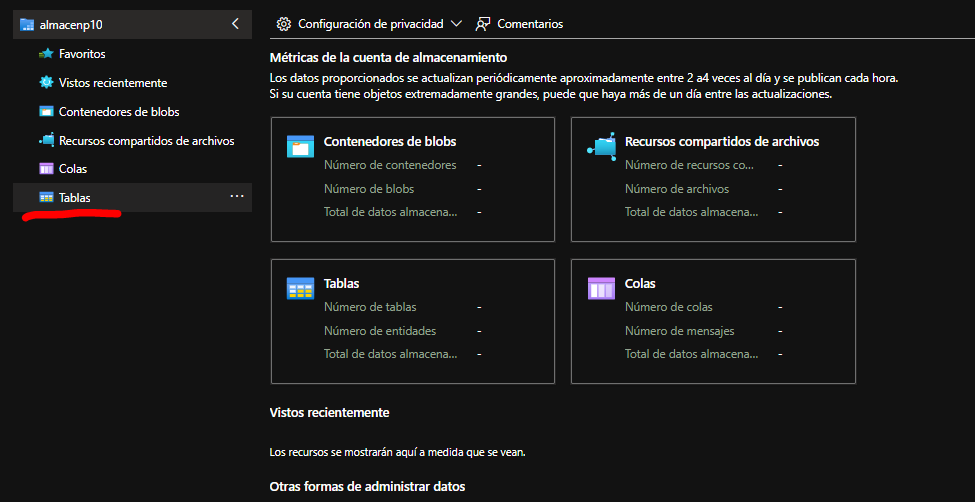 almacenp10
Favoritos
Vistos recientemente
Contenedores de blobs
Recursos compartidos de archivos
Colas
Tablas
Configuración de privacidad
Comentarios
Métricas de la cuenta de almacenamiento
Los datos proporcionados se actualizan periódicamente aproximadamente entre 2 a4 veces al día y se publican cada hora.
Si su cuenta tiene objetos extremadamente grandes, puede que haya más de un día entre las actualizaciones.
Contenedores de blobs
Número de contenedores -
Número de blobs -
Total de datos almacena... -
Recursos compartidos de archivos
Número de recursos co... -
Número de archivos -
Total de datos almacena... -
Tablas
Número de tablas -
Número de entidades -
Total de datos almacena... -
Colas
Número de colas -
Número de mensajes -
Total de datos almacena... -
Vistos recientemente
Los recursos se mostrarán aquí a medida que se vean.
Otras formas de administrar datos